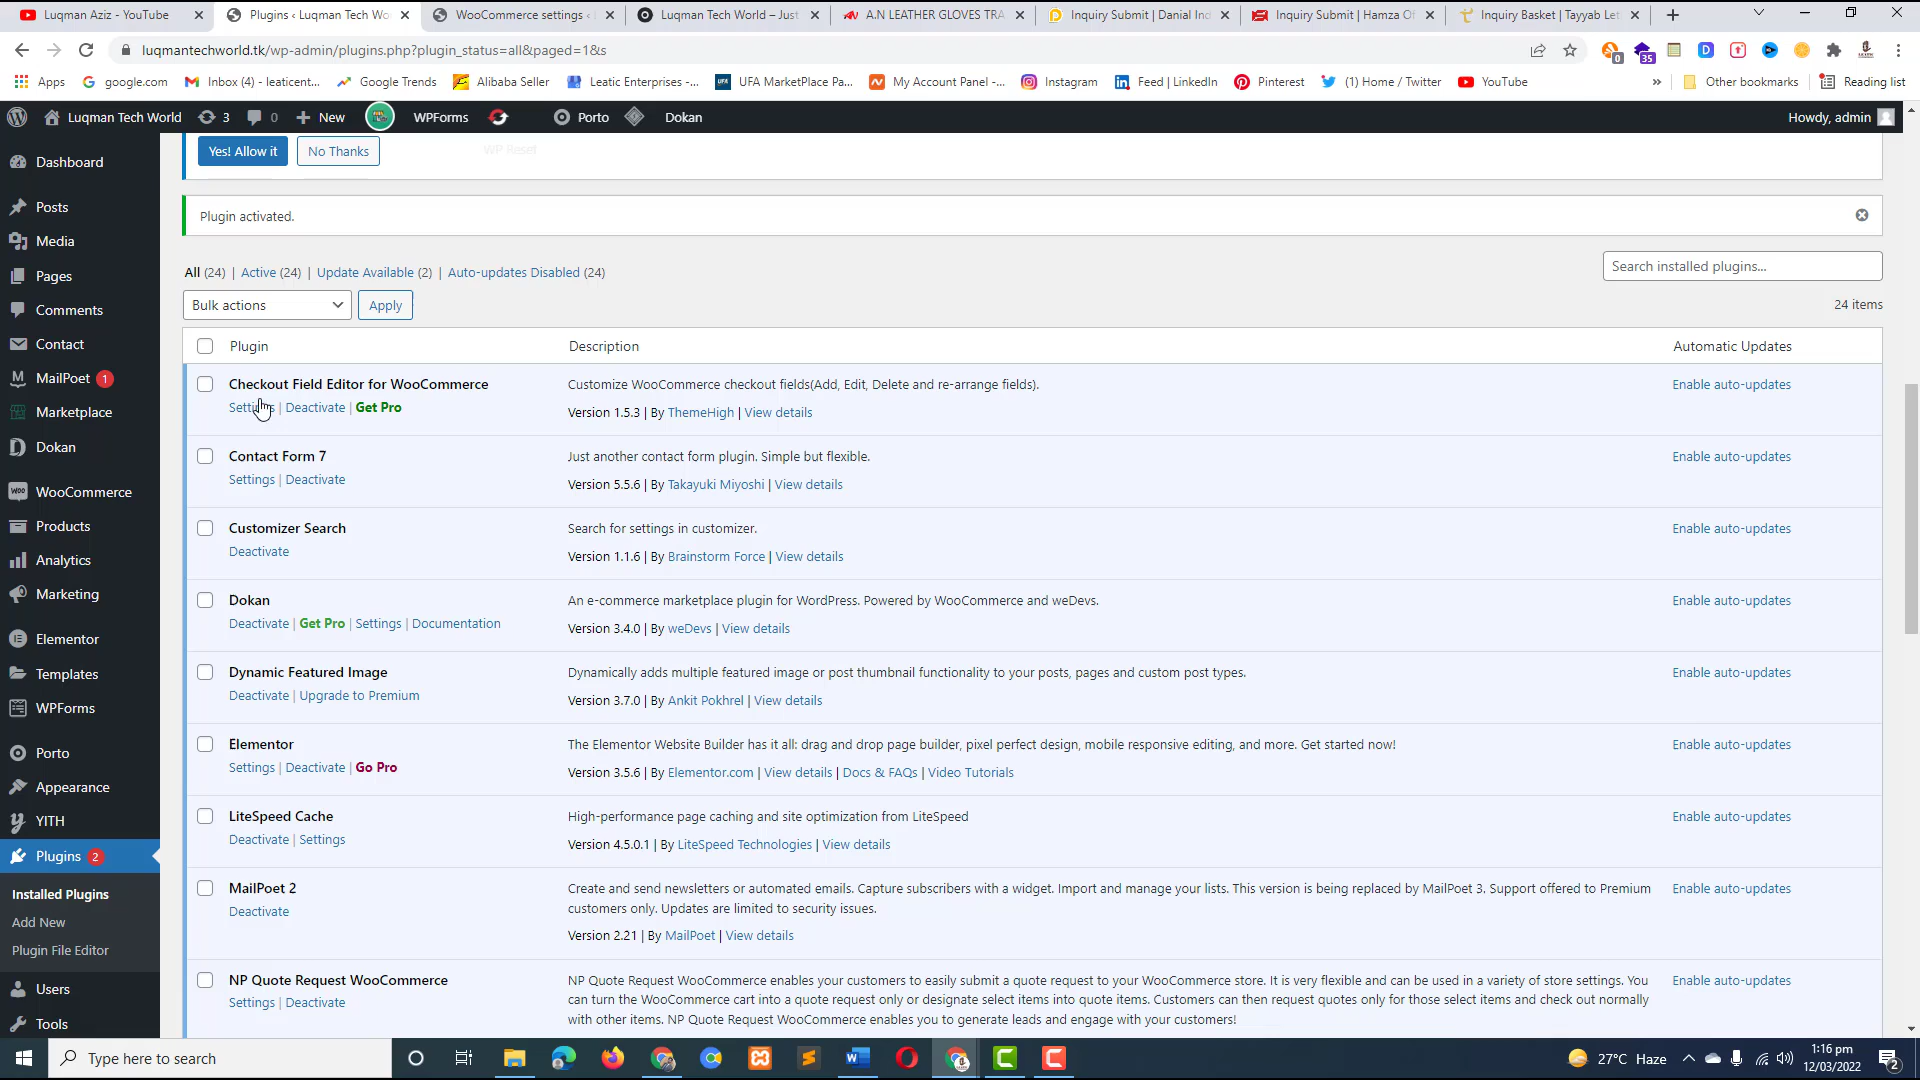 Luqman Aziz - YouTube
Plugins ‹ Luqman Tech Wo
WooCommerce settings ‹
Luqman Tech World – Just
A.N LEATHER GLOVES TRA
Inquiry Submit | Danial Ind
Inquiry Submit | Hamza Of
Inquiry Basket | Tayyab Let
luqmantechworld.tk/wp-admin/plugins.php?plugin_status=all&paged=1&s
0
35
Apps
google.com
Inbox (4) - leaticent...
Google Trends
Alibaba Seller
Leatic Enterprises -...
UFA MarketPlace Pa...
My Account Panel -...
Instagram
Feed | LinkedIn
Pinterest
(1) Home / Twitter
YouTube
»
Other bookmarks
Reading list
Luqman Tech World
3
0
New
WPForms
Porto
Dokan
Howdy, admin
Yes! Allow it
No Thanks
WP Reset
Plugin activated.
All (24) | Active (24) | Update Available (2) | Auto-updates Disabled (24)
Search installed plugins...
Bulk actions
Apply
24 items
Plugin
Description
Automatic Updates
Checkout Field Editor for WooCommerce
Settings | Deactivate | Get Pro
Customize WooCommerce checkout fields(Add, Edit, Delete and re-arrange fields).
Version 1.5.3 | By ThemeHigh | View details
Enable auto-updates
Contact Form 7
Settings | Deactivate
Just another contact form plugin. Simple but flexible.
Version 5.5.6 | By Takayuki Miyoshi | View details
Enable auto-updates
Customizer Search
Deactivate
Search for settings in customizer.
Version 1.1.6 | By Brainstorm Force | View details
Enable auto-updates
Dokan
Deactivate | Get Pro | Settings | Documentation
An e-commerce marketplace plugin for WordPress. Powered by WooCommerce and weDevs.
Version 3.4.0 | By weDevs | View details
Enable auto-updates
Dynamic Featured Image
Deactivate | Upgrade to Premium
Dynamically adds multiple featured image or post thumbnail functionality to your posts, pages and custom post types.
Version 3.7.0 | By Ankit Pokhrel | View details
Enable auto-updates
Elementor
Settings | Deactivate | Go Pro
The Elementor Website Builder has it all: drag and drop page builder, pixel perfect design, mobile responsive editing, and more. Get started now!
Version 3.5.6 | By Elementor.com | View details | Docs & FAQs | Video Tutorials
Enable auto-updates
LiteSpeed Cache
Deactivate | Settings
High-performance page caching and site optimization from LiteSpeed
Version 4.5.0.1 | By LiteSpeed Technologies | View details
Enable auto-updates
MailPoet 2
Deactivate
Create and send newsletters or automated emails. Capture subscribers with a widget. Import and manage your lists. This version is being replaced by MailPoet 3. Support offered to Premium
customers only. Updates are limited to security issues.
Version 2.21 | By MailPoet | View details
Enable auto-updates
NP Quote Request WooCommerce
Settings | Deactivate
NP Quote Request WooCommerce enables your customers to easily submit a quote request to your WooCommerce store. It is very flexible and can be used in a variety of store settings. You
can turn the WooCommerce cart into a quote request only or designate select items into quote items. Customers can then request quotes only for those select items and check out normally
with other items. NP Quote Request WooCommerce enables you to generate leads and engage with your customers!
Enable auto-updates
Dashboard
Posts
Media
Pages
Comments
Contact
MailPoet 1
Marketplace
Dokan
WooCommerce
Products
Analytics
Marketing
Elementor
Templates
WPForms
Porto
Appearance
YITH
Plugins 2
Installed Plugins
Add New
Plugin File Editor
Users
Tools
Type here to search
27°C Haze
1:16 pm
12/03/2022
2